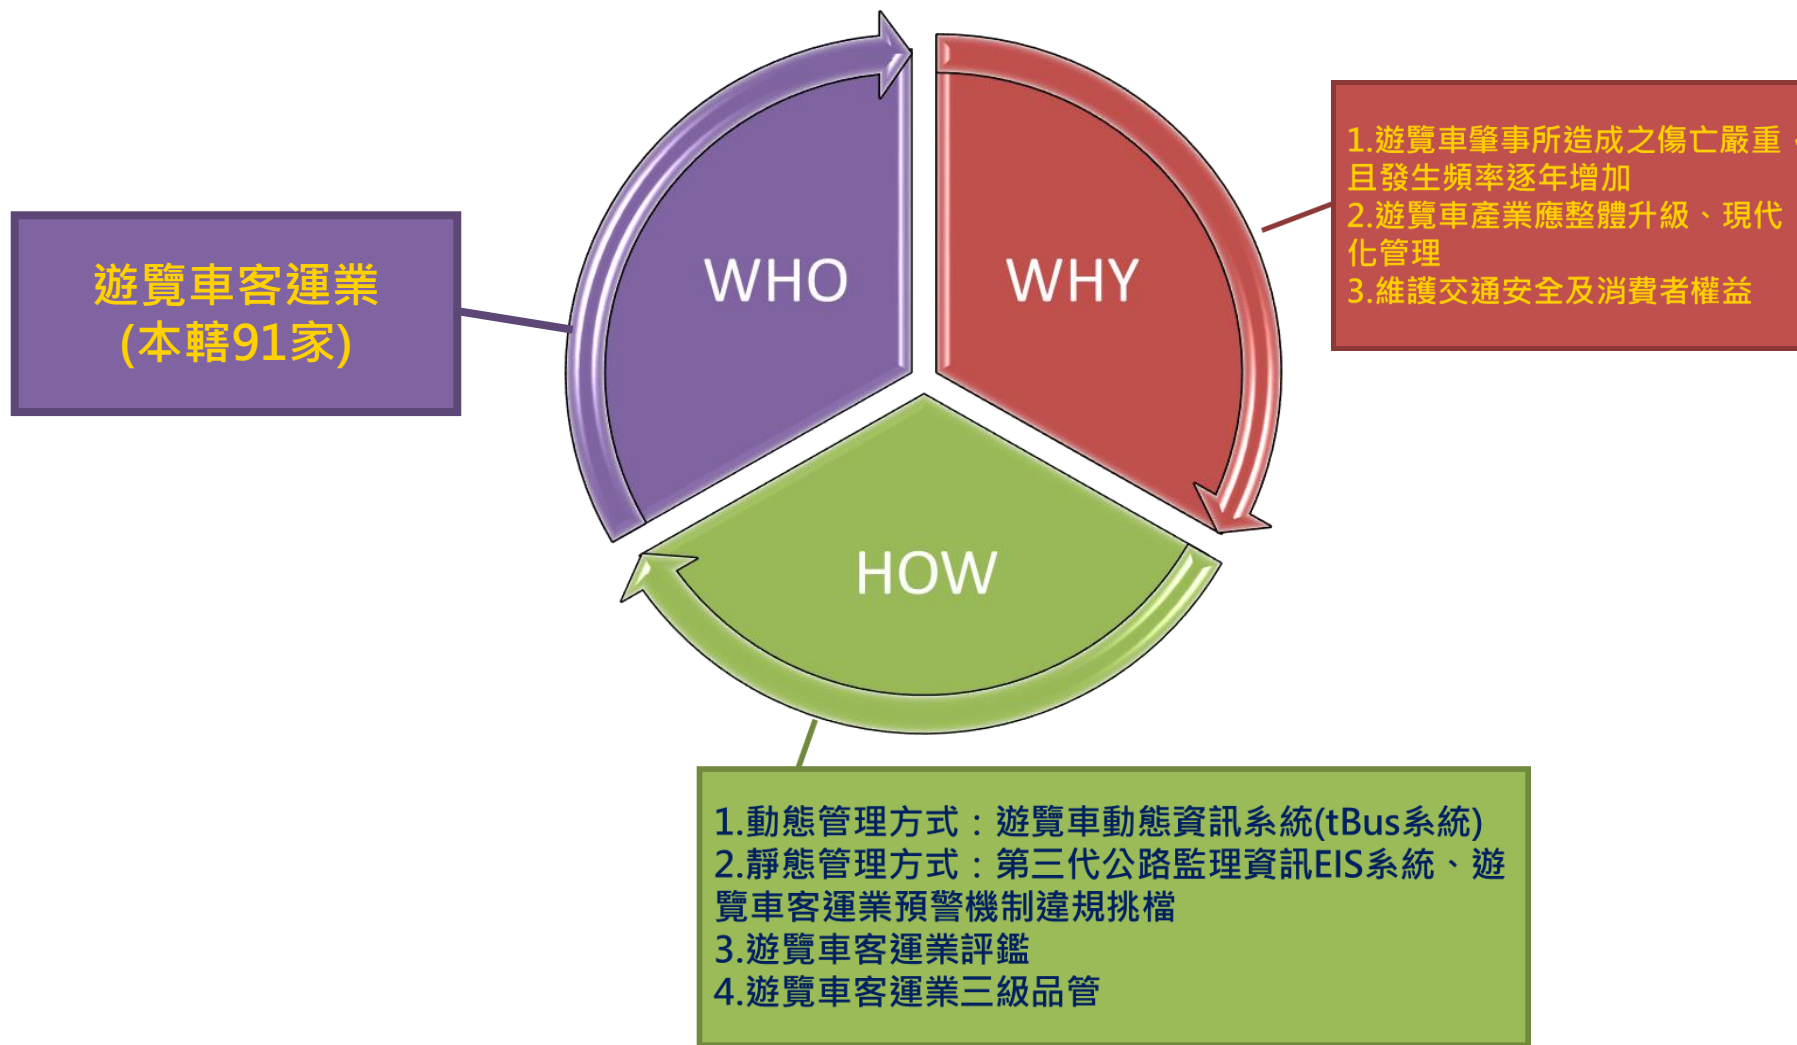 WHO
WHY
HOW
遊覽車客運業
(本轄91家)
1.遊覽車肇事所造成之傷亡嚴重，
且發生頻率逐年增加
2.遊覽車產業應整體升級、現代
化管理
3.維護交通安全及消費者權益
1.動態管理方式：遊覽車動態資訊系統(tBus系統)
2.靜態管理方式：第三代公路監理資訊EIS系統、遊
覽車客運業預警機制違規挑檔
3.遊覽車客運業評鑑
4.遊覽車客運業三級品管